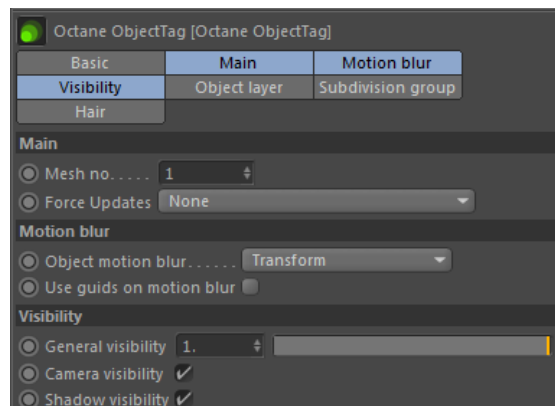 Octane ObjectTag [Octane ObjectTag]
Basic Main Motion blur
Visibility Object layer Subdivision group
Hair
Main
Mesh no. . . . . 1
Force Updates None
Motion blur
Object motion blur. . . . . . Transform
Use guids on motion blur
Visibility
General visibility 1.
Camera visibility
Shadow visibility